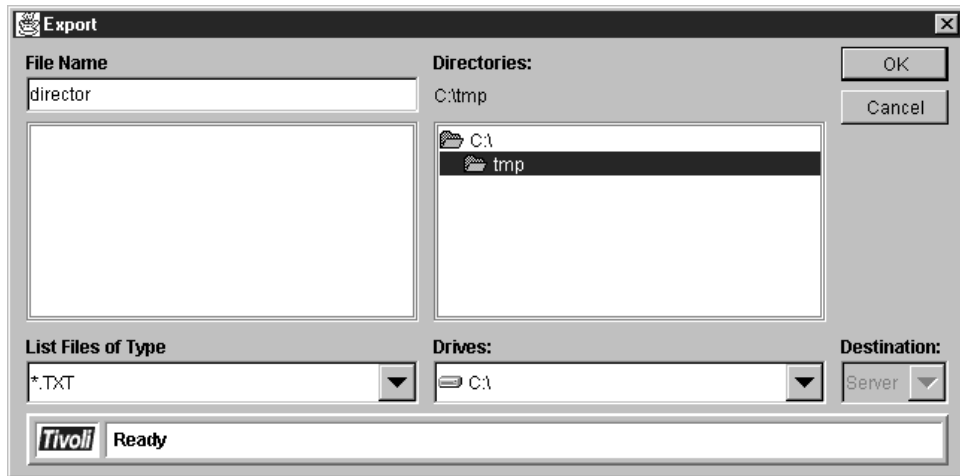 Export
File Name
director
Directories:
C:\tmp
OK
Cancel
C:\
tmp
List Files of Type
*.TXT
Drives:
C:\
Destination:
Server
Tivoli
Ready